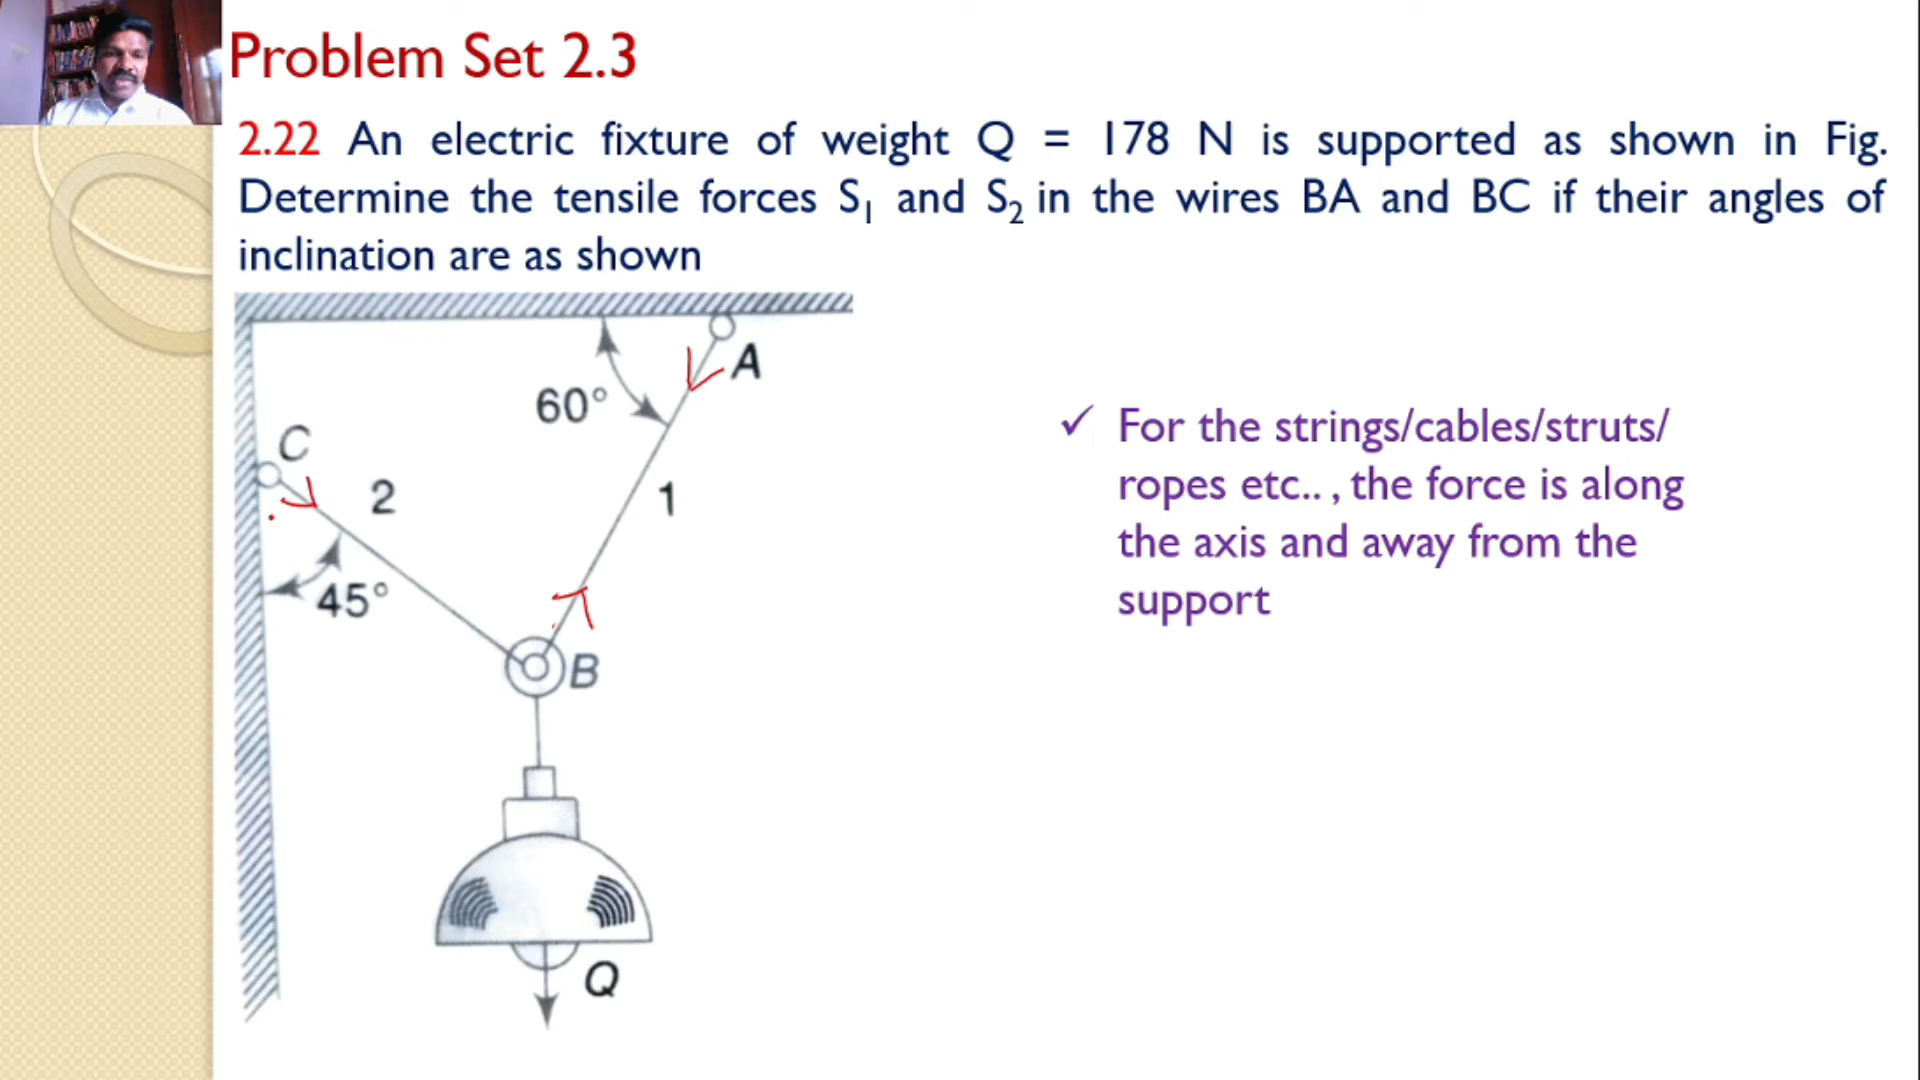 Problem Set 2.3
2.22 An electric fixture of weight Q = 178 N is supported as shown in Fig.
Determine the tensile forces S₁ and S₂ in the wires BA and BC if their angles of
inclination are as shown
A
60°
C
2
1
45°
B
Q
✓ For the strings/cables/struts/
ropes etc.. , the force is along
the axis and away from the
support